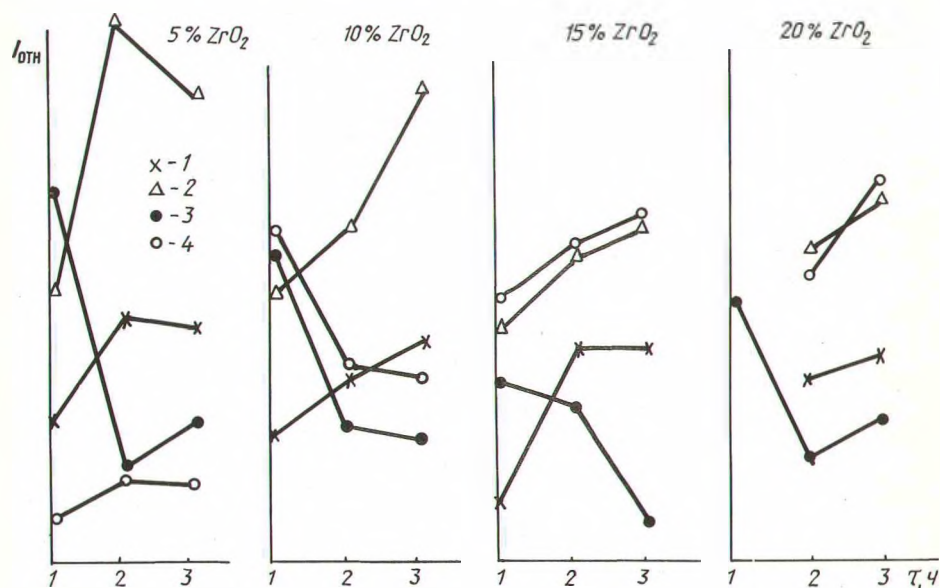 I отн
5% ZrO2
10% ZrO2
15% ZrO2
20% ZrO2
x - 1
△ - 2
● - 3
○ - 4
1 2 3
1 2 3
1 2 3
1 2 3 τ, ч